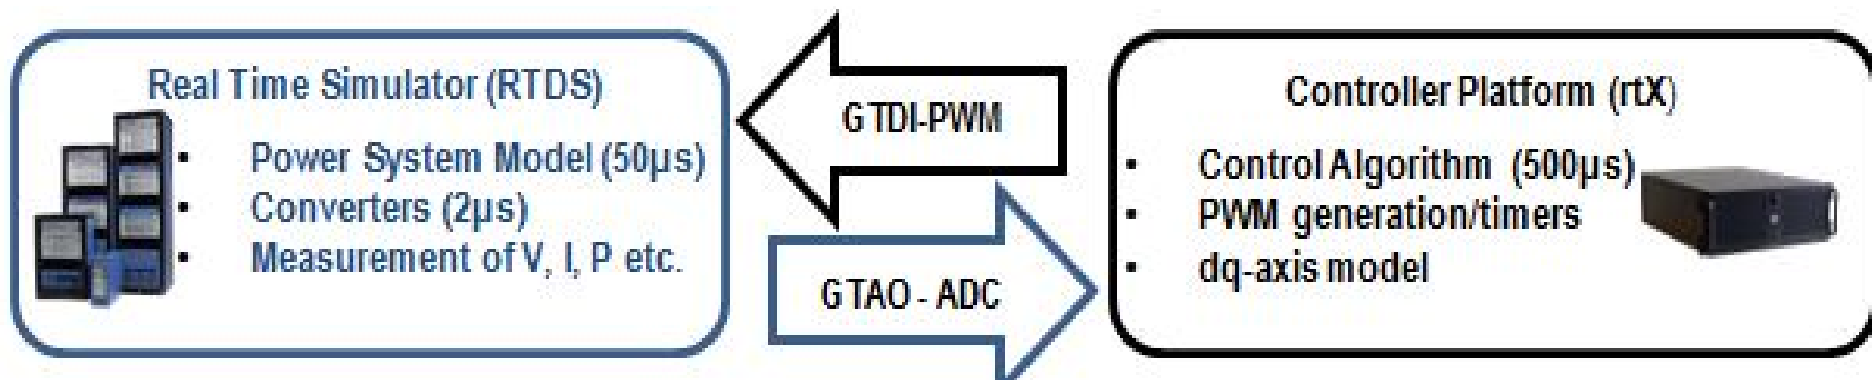 Real Time Simulator (RTDS)
• Power System Model (50µs)
• Converters (2µs)
• Measurement of V, I, P etc.
GTDI-PWM
GTAO - ADC
Controller Platform (rtX)
• Control Algorithm (500µs)
• PWM generation/timers
• dq-axis model